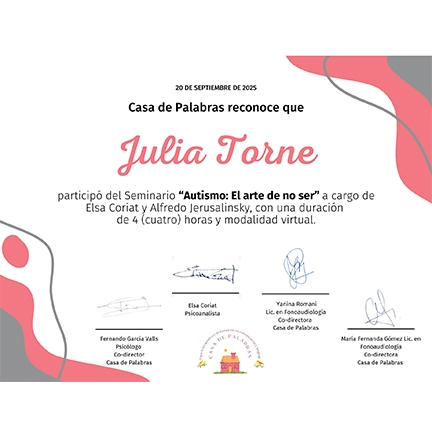 20 DE SEPTIEMBRE DE 2025
Casa de Palabras reconoce que
Julia Torne
participó del Seminario “Autismo: El arte de no ser” a cargo de
Elsa Coriat y Alfredo Jerusalinsky, con una duración
de 4 (cuatro) horas y modalidad virtual.
Elsa Coriat
Psicoanalista
Yanina Romani
Lic. en Fonoaudiología
Co-directora
Casa de Palabras
Fernando García Valls
Psicólogo
Co-director
Casa de Palabras
María Fernanda Gómez Lic. en
Fonoaudiología
Co-directora
Casa de Palabras
CASA DE PALABRAS